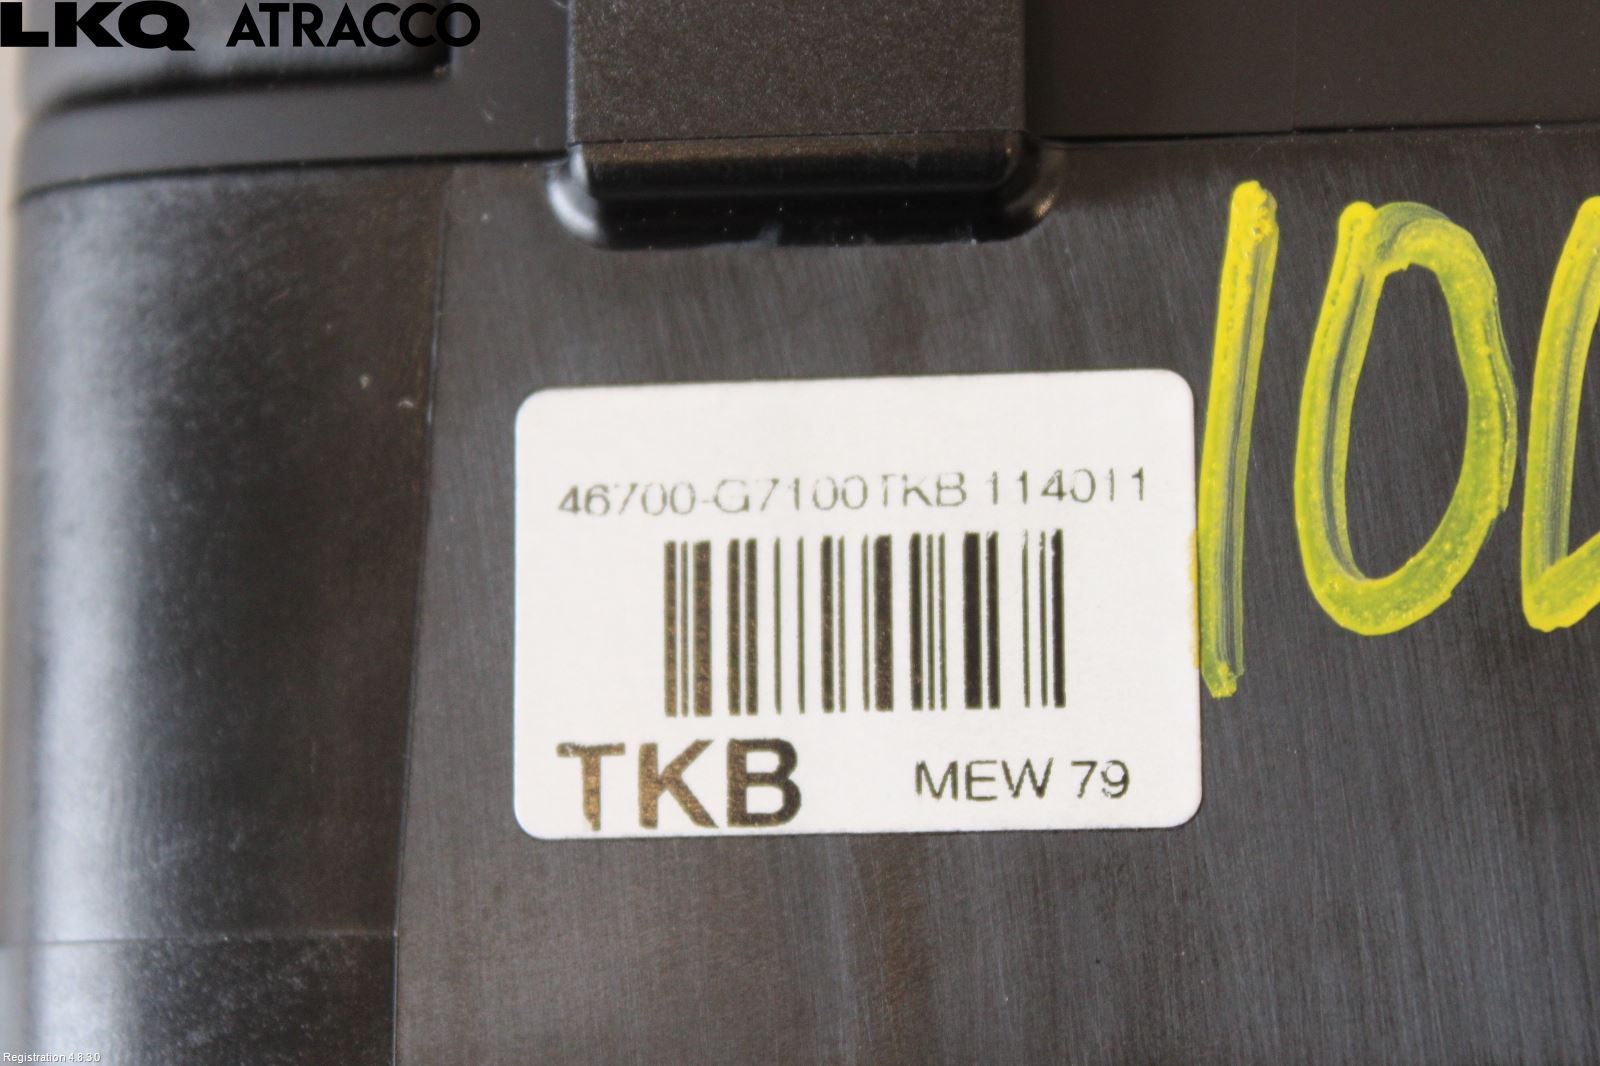 LKQ ATRACCO
46700-G7100TKB 114011
TKB
MEW 79
Registration 4.8.3.0